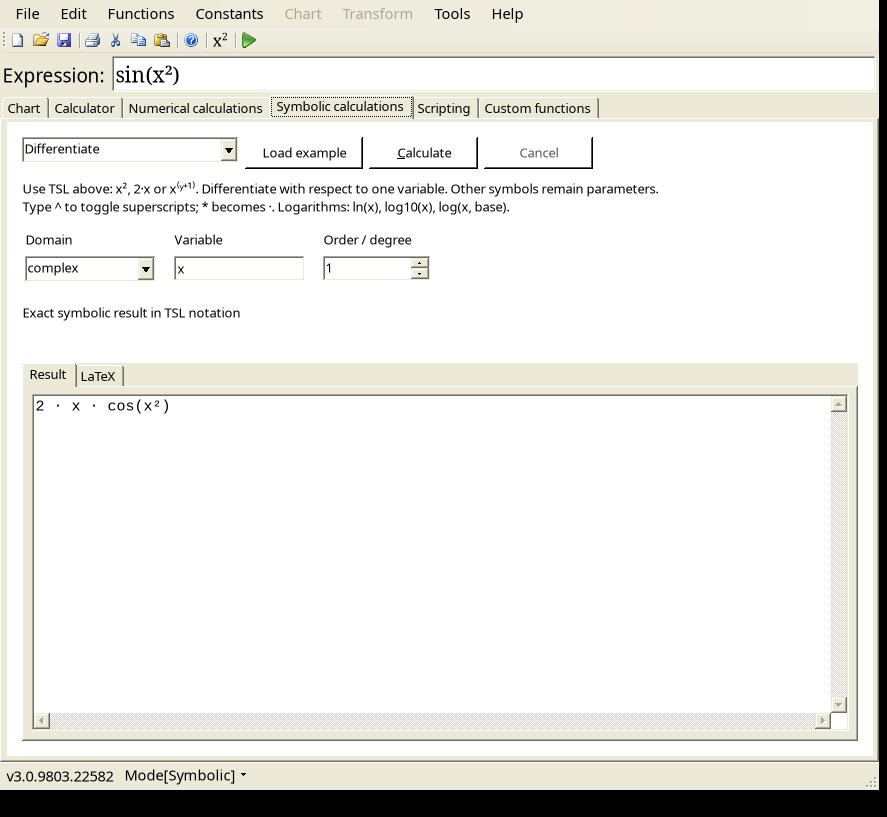 File Edit Functions Constants Chart Transform Tools Help
x²
Expression: sin(x²)
Chart Calculator Numerical calculations Symbolic calculations Scripting Custom functions
Differentiate Load example Calculate Cancel
Use TSL above: x², 2·x or x⁽ʸ⁺¹⁾. Differentiate with respect to one variable. Other symbols remain parameters.
Type ^ to toggle superscripts; * becomes ·. Logarithms: ln(x), log10(x), log(x, base).
Domain Variable Order / degree
complex x 1
Exact symbolic result in TSL notation
Result LaTeX
2 · x · cos(x²)
v3.0.9803.22582 Mode[Symbolic]